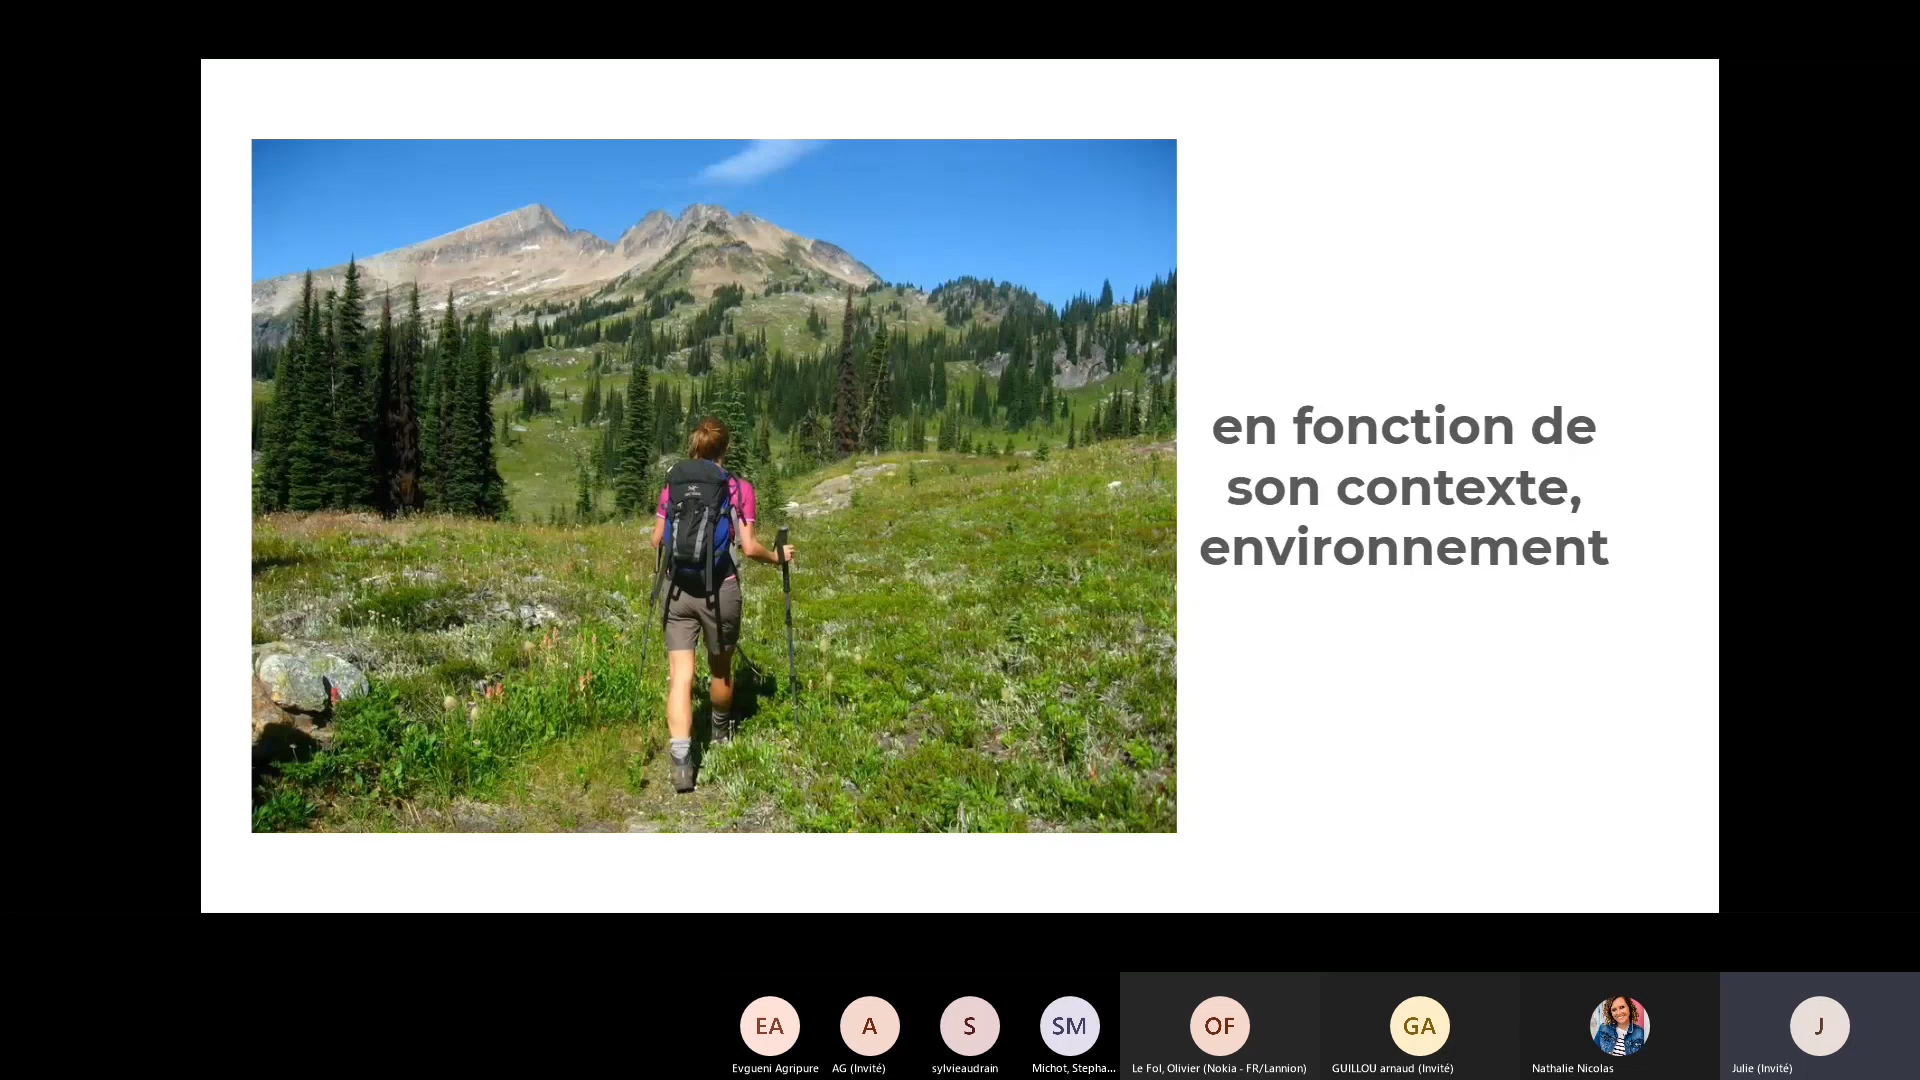 en fonction de
son contexte,
environnement
EA
A
S
SM
OF
GA
J
Evgueni Agripure
AG (Invité)
sylvieaudrain
Michot, Stepha...
Le Fol, Olivier (Nokia - FR/Lannion)
GUILLOU arnaud (Invité)
Nathalie Nicolas
Julie (Invité)